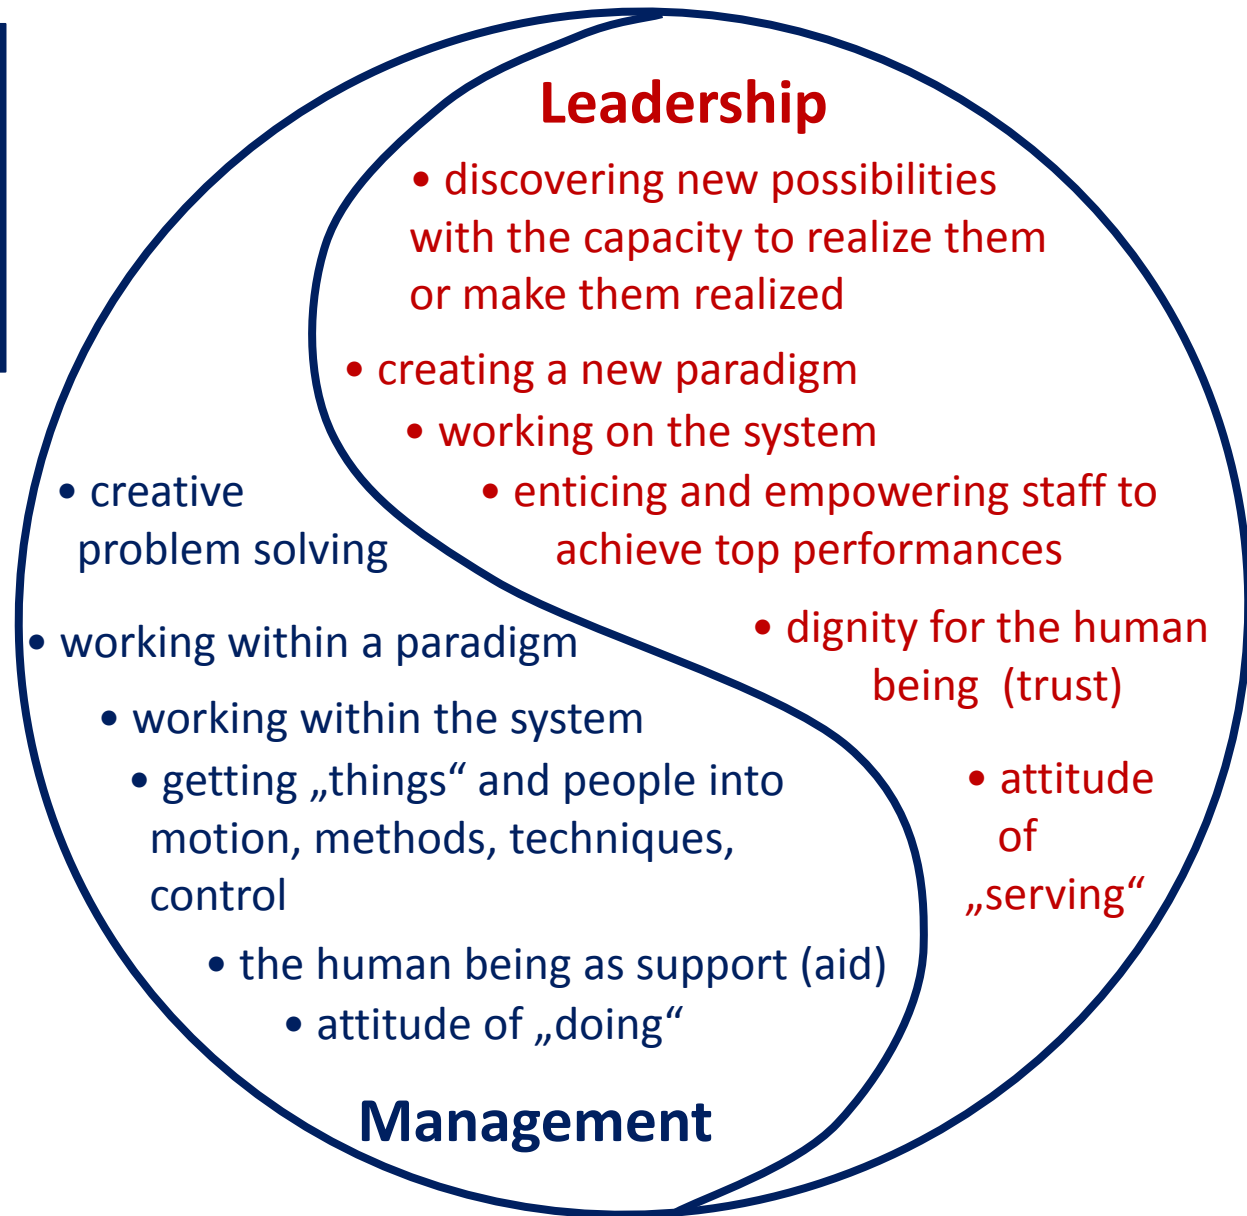 Leadership
• discovering new possibilities
with the capacity to realize them
or make them realized
• creating a new paradigm
• working on the system
• enticing and empowering staff to
achieve top performances
• dignity for the human
being (trust)
• attitude
of
„serving“
• creative
problem solving
• working within a paradigm
• working within the system
• getting „things“ and people into
motion, methods, techniques,
control
• the human being as support (aid)
• attitude of „doing“
Management